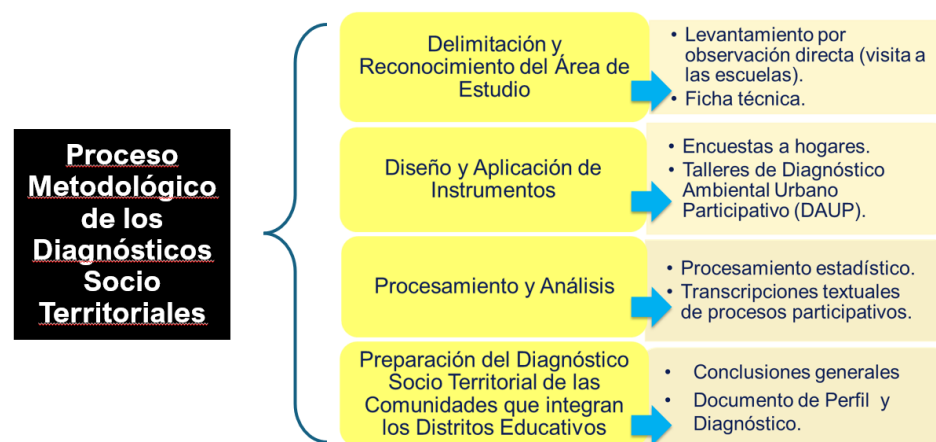 Proceso
Metodológico
de los
Diagnósticos
Socio
Territoriales
Delimitación y
Reconocimiento del Área de
Estudio
• Levantamiento por
observación directa (visita a
las escuelas).
• Ficha técnica.
Diseño y Aplicación de
Instrumentos
• Encuestas a hogares.
• Talleres de Diagnóstico
Ambiental Urbano
Participativo (DAUP).
Procesamiento y Análisis
• Procesamiento estadístico.
• Transcripciones textuales
de procesos participativos.
Preparación del Diagnóstico
Socio Territorial de las
Comunidades que integran
los Distritos Educativos
• Conclusiones generales
• Documento de Perfil y
Diagnóstico.